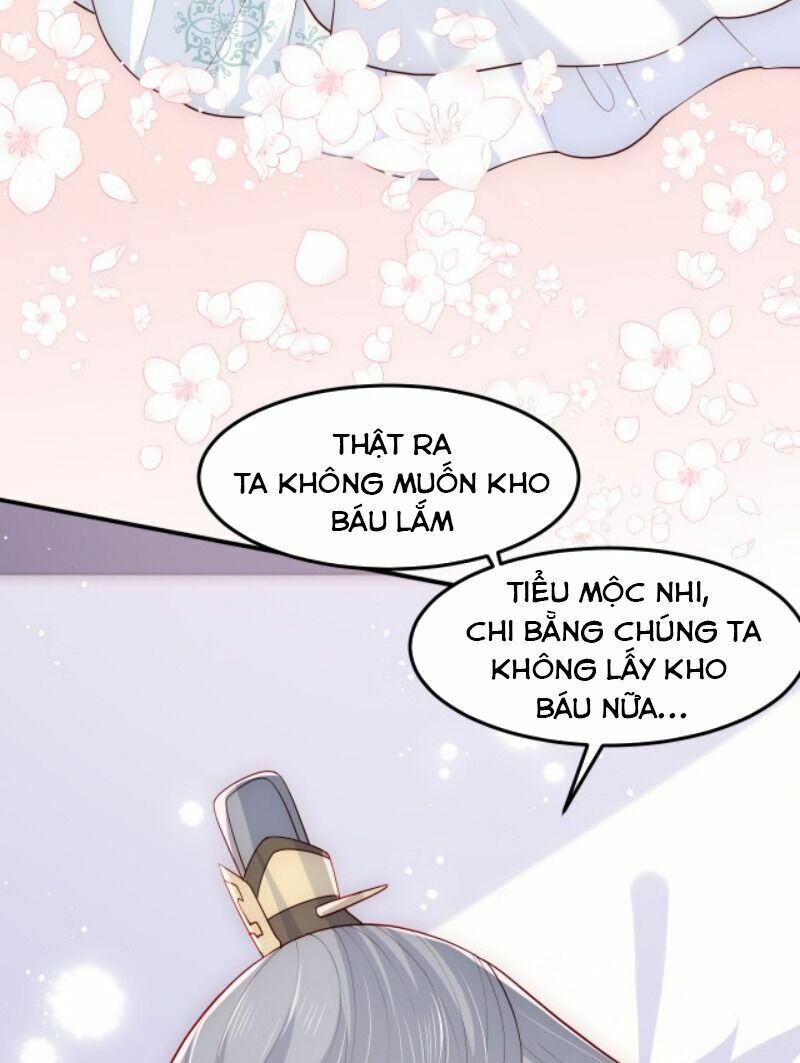 THẬT RA
TA KHÔNG MUỐN KHO
BÁU LẮM
TIỂU MỘC NHI,
CHI BẰNG CHÚNG TA
KHÔNG LẤY KHO
BÁU NỮA...